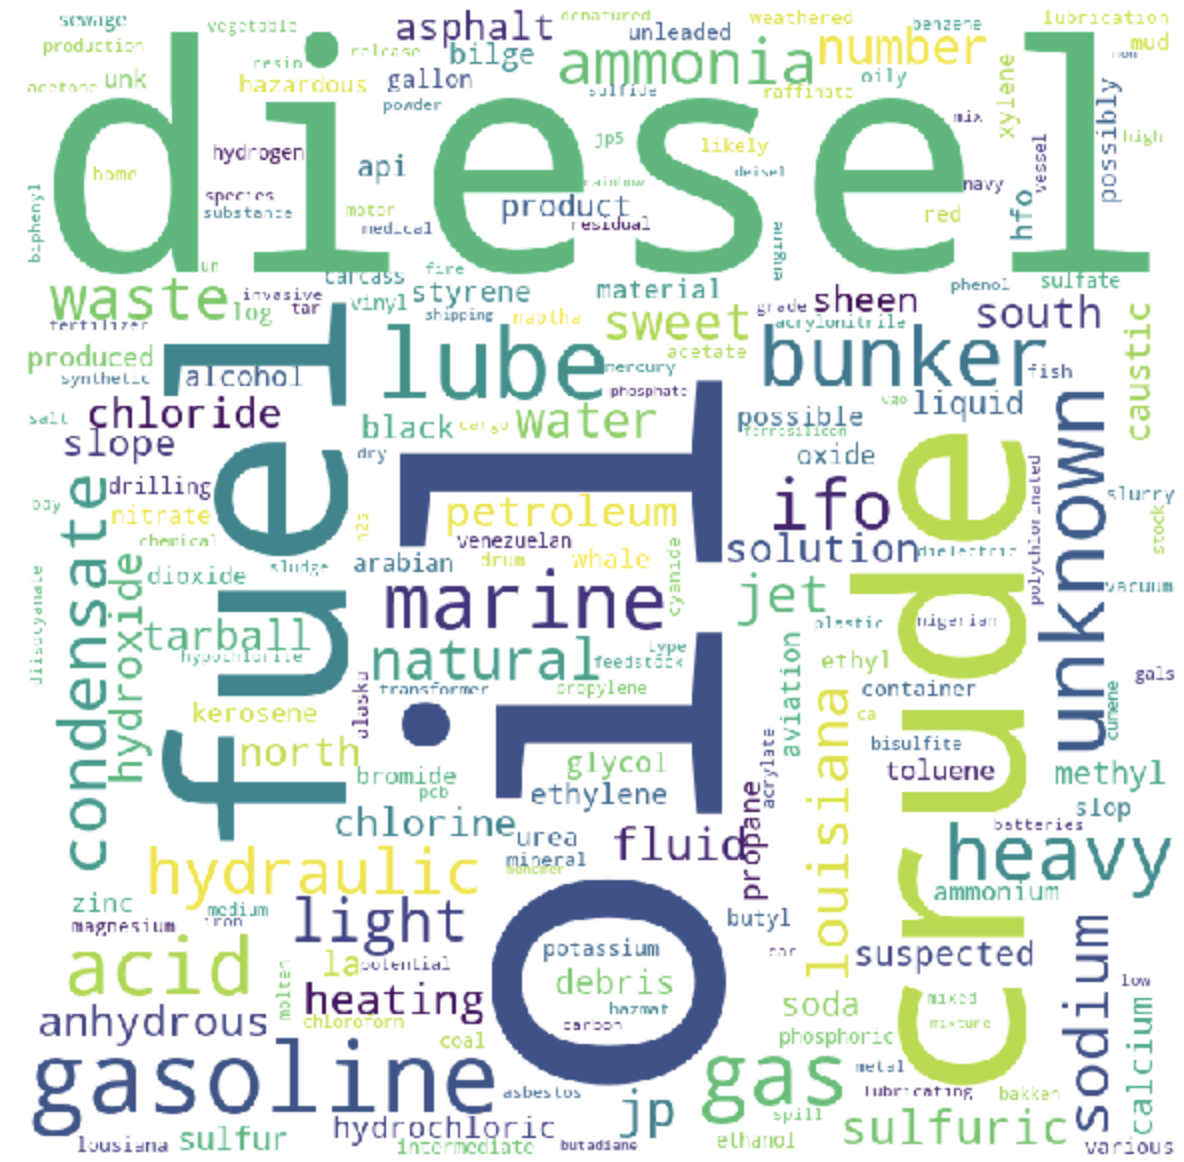 sewage
vegetable
asphalt
denatured
unleaded
weathered
benzene
lubrication
production
resin
release
bilge
ammonia
number
mud
non
acetone
unk
hazardous
gallon
powder
sulfide
raffinate
oily
xylene
possibly
diesel
hydrogen
api
jp5
likely
mix
high
home
species
substance
motor
medical
rainbow
product
residual
deisel
navy
vessel
red
hfo
biphenyl
engine
un
carcass
fire
waste
log
invasive
tar
vinyl
styrene
shipping
naptha
material
sweet
grade
sheen
acrylonitrile
phenol
sulfate
south
caustic
fertilizer
produced
synthetic
fuel
alcohol
lube
mercury
acetate
phosphate
bunker
fish
vgo
liquid
salt
chloride
slope
black
cargo
water
possible
ferrosilicon
oxide
unknown
condensate
drilling
dry
nitrate
chemical
bay
h2s
oil
petroleum
venezuelan
drum
whale
arabian
ifo
solution
dielectric
polychlorinated
slurry
stock
crude
hydroxide
dioxide
sludge
marine
cyanide
jet
vacuum
diisocyanate
tarball
hypochlorite
natural
type
feedstock
plastic
nigerian
aviation
ethyl
alaska
transformer
propylene
container
gals
cumene
kerosene
north
bromide
pcb
glycol
ethylene
acrylate
louisiana
ca
bisulfite
toluene
methyl
slop
chlorine
urea
mineral
monomer
fluid
propane
batteries
heavy
ammonium
hydraulic
zinc
magnesium
medium
iron
light
butyl
acid
la
potential
potassium
debris
hazmat
carbon
car
suspected
sodium
low
anhydrous
molten
heating
chloroform
coal
soda
phosphoric
mixed
mixture
calcium
gasoline
asbestos
jp
gas
metal
lubricating
bakken
lousiana
sulfur
hydrochloric
intermediate
butadiane
spill
ethanol
sulfuric
various